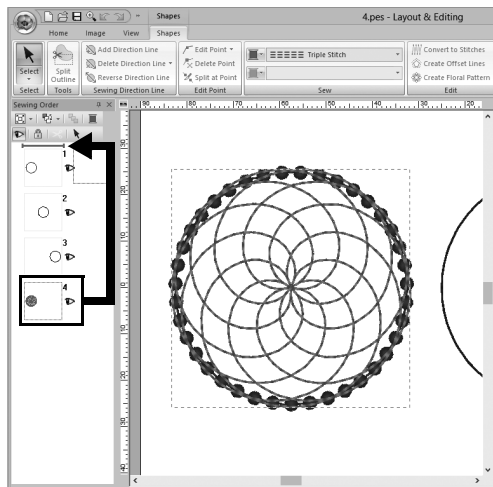 Shapes
4.pes - Layout & Editing
Home Image View Shapes
Select
Split Outline
Add Direction Line
Delete Direction Line
Reverse Direction Line
Edit Point
Delete Point
Split at Point
Triple Stitch
Convert to Stitches
Create Offset Lines
Create Floral Pattern
Select Tools Sewing Direction Line Edit Point Sew Edit
Sewing Order
90 80 70 60 50 40 30 20
1
2
3
4
30
20
10
0
10
20
30
40